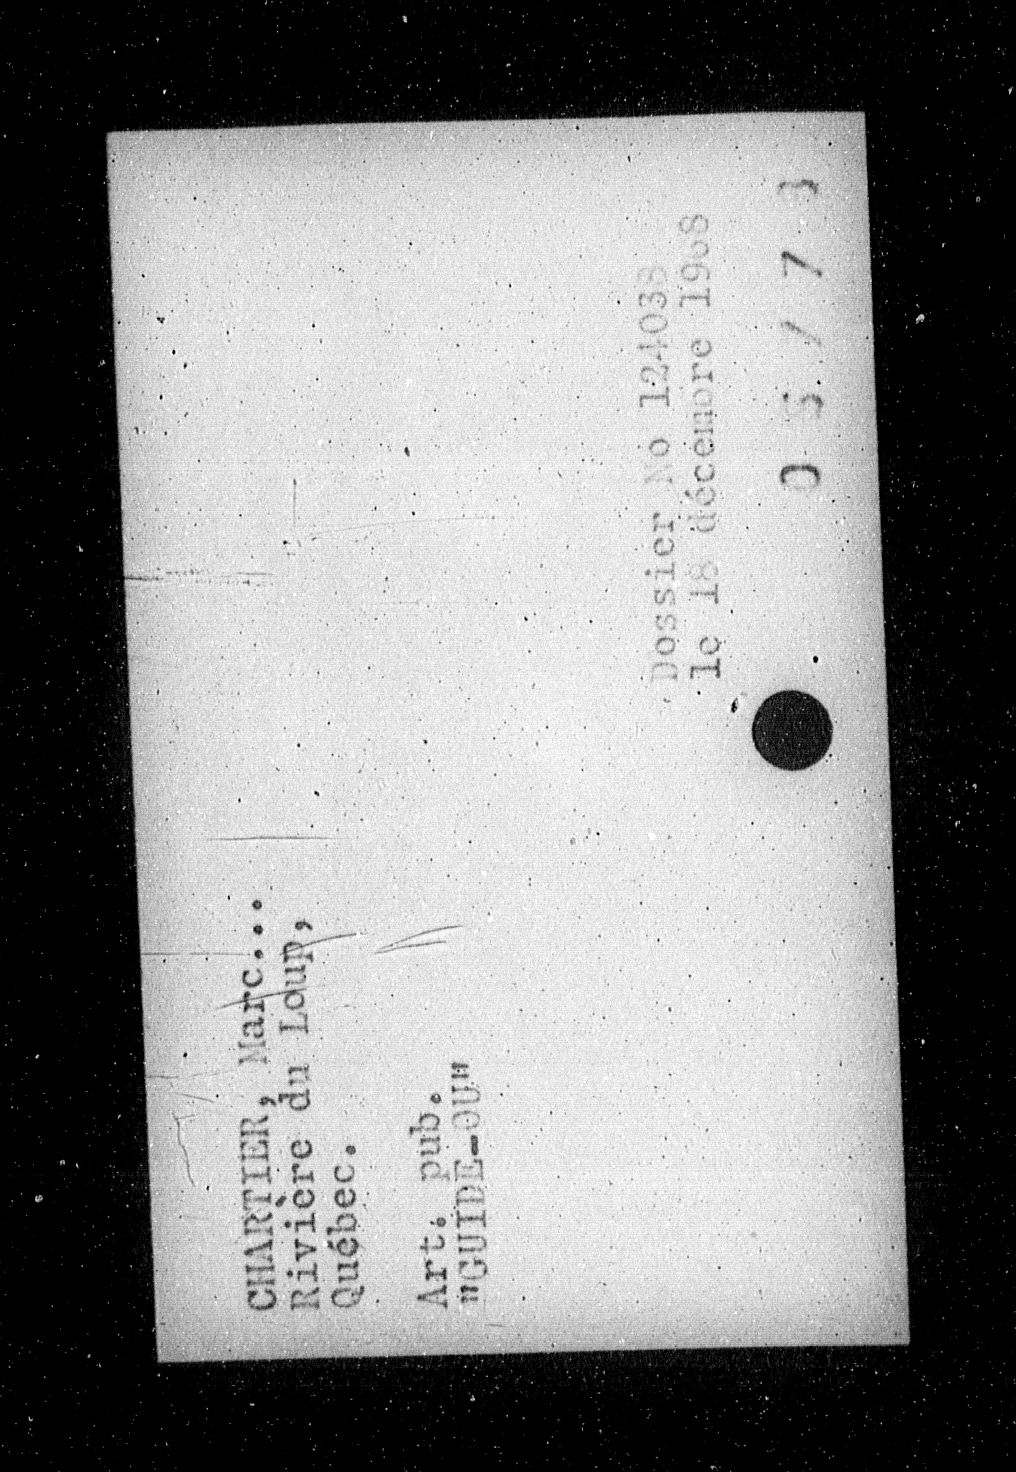 CHARTIER, Marc...
Rivière du Loup,
Québec.
Art. pub.
"GUIDE-OU"
Dossier No 124038
le 18 décembre 1968